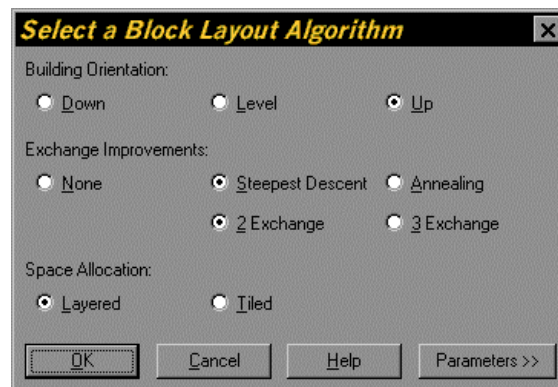 Select a Block Layout Algorithm
Building Orientation:
Down Level Up
Exchange Improvements:
None Steepest Descent Annealing
2 Exchange 3 Exchange
Space Allocation:
Layered Tiled
OK Cancel Help Parameters >>